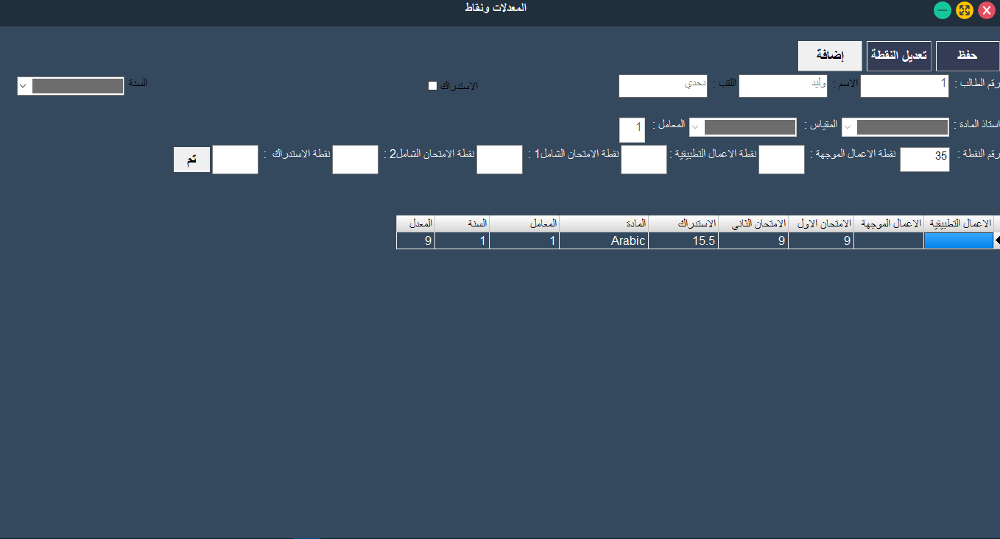 المعدلات ونقاط
حفظ تعديل النقطة إضافة
رقم الطالب : 1 الاسم : وليد اللقب : دحدي الاستدراك السنة
استاذ المادة : المقياس : المعامل : 1
رقم النقطة : 35 نقطة الاعمال الموجهة : نقطة الاعمال التطبيقية : نقطة الامتحان الشامل1 : نقطة الامتحان الشامل2 : نقطة الاستدراك : تم
الاعمال التطبيقية الاعمال الموجهة الامتحان الاول الامتحان الثاني الاستدراك المادة المعامل السنة المعدل
9 9 15.5 Arabic 1 1 9